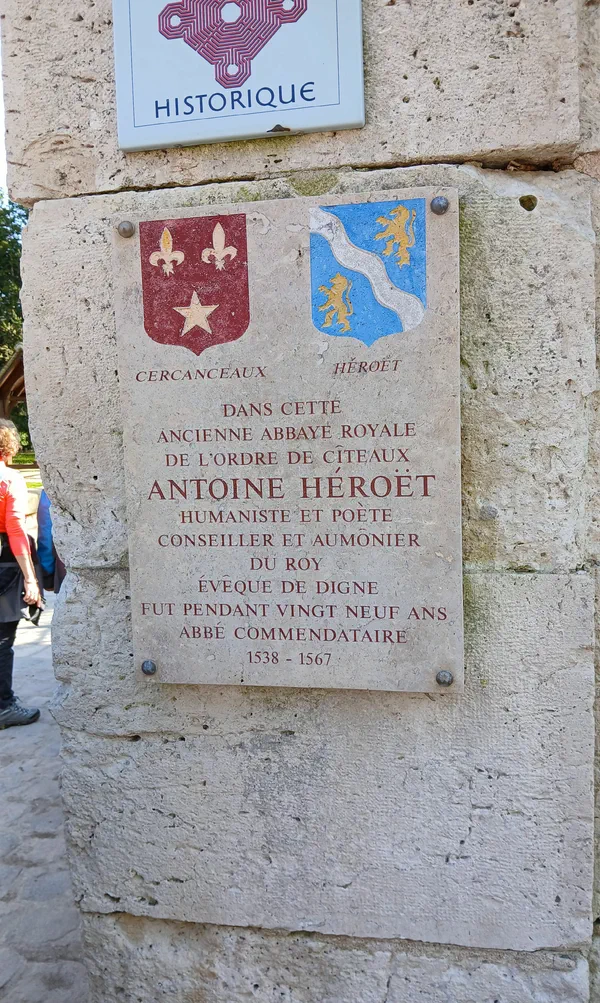 HISTORIQUE
CERCANCEAUX HÉROËT
DANS CETTE
ANCIENNE ABBAYE ROYALE
DE L'ORDRE DE CÎTEAUX
ANTOINE HÉROËT
HUMANISTE ET POÈTE
CONSEILLER ET AUMÔNIER
DU ROY
ÉVÊQUE DE DIGNE
FUT PENDANT VINGT NEUF ANS
ABBÉ COMMENDATAIRE
1538 - 1567